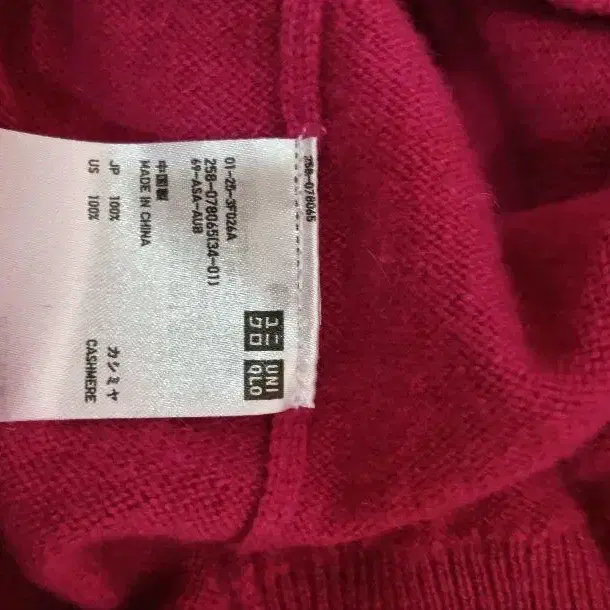 258-078065
ユニ
クロ
UNI
QLO
01-25-3F026A
258-078065(34-01)
69-ASA-AUB
中国製
MADE IN CHINA
JP 100% カシミヤ
US 100% CASHMERE